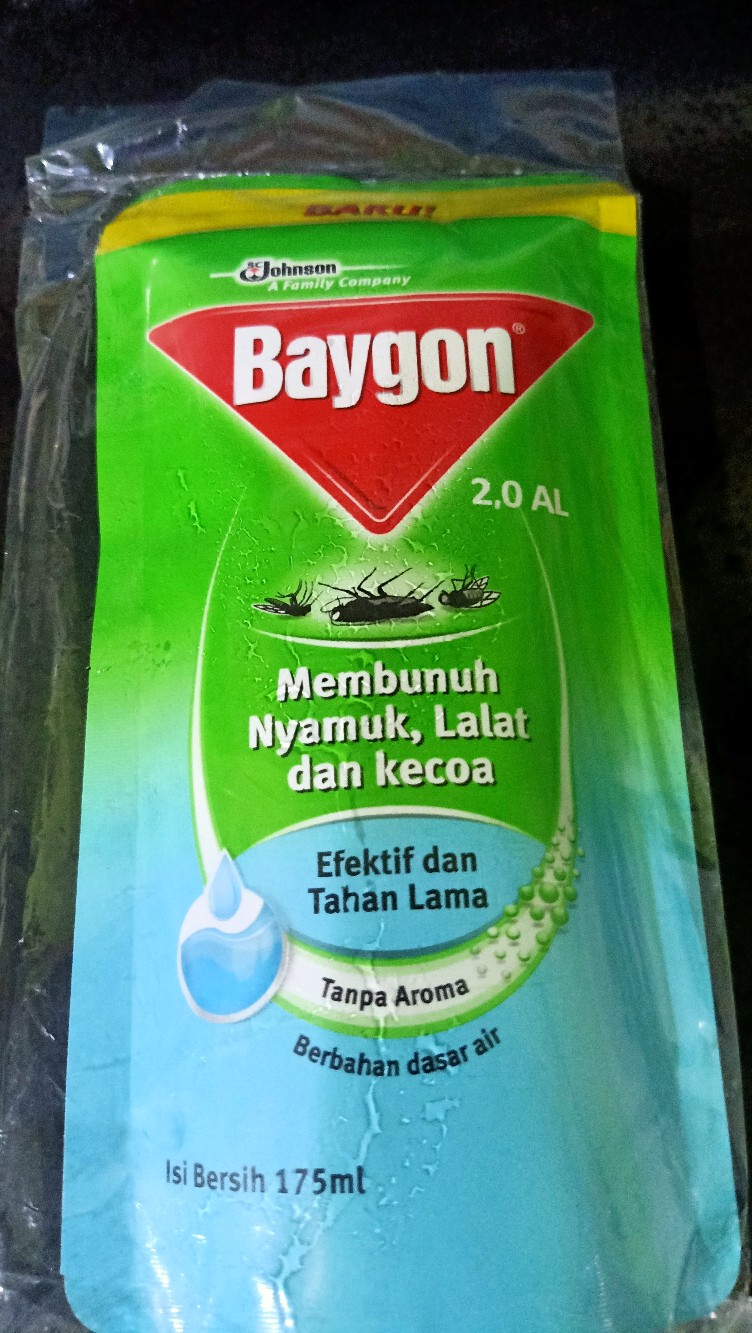 BARU!
SC Johnson
A Family Company
Baygon®
2,0 AL
Membunuh
Nyamuk, Lalat
dan kecoa
Efektif dan
Tahan Lama
Tanpa Aroma
Berbahan dasar air
Isi Bersih 175ml